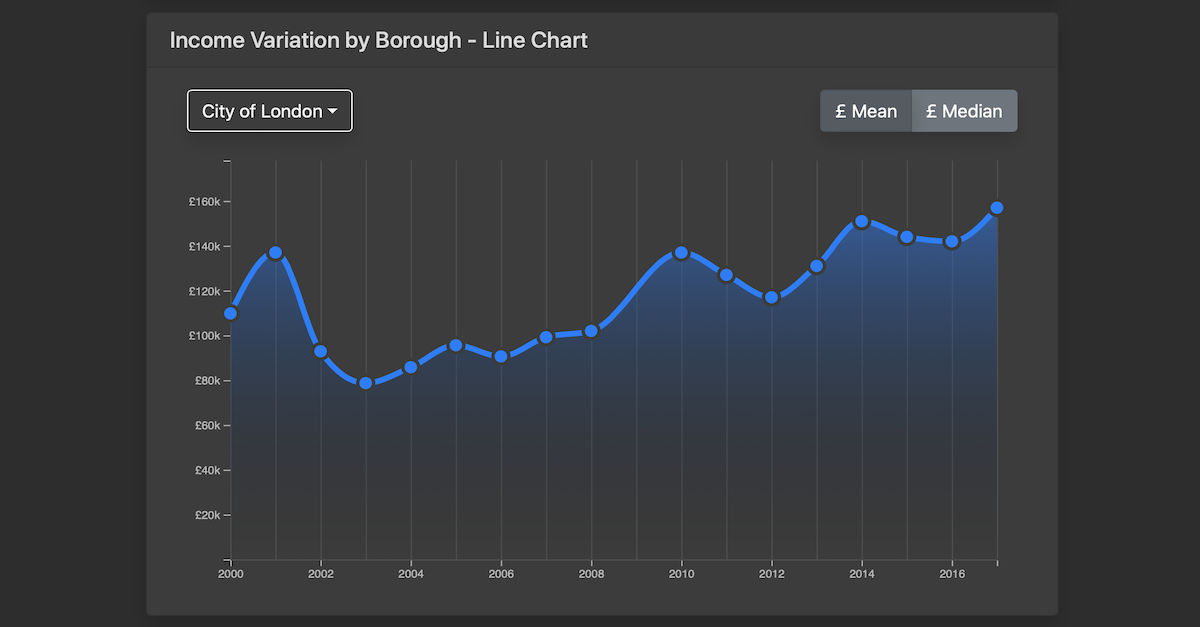 Income Variation by Borough - Line Chart
City of London
£ Mean
£ Median
£160k
£140k
£120k
£100k
£80k
£60k
£40k
£20k
2000 2002 2004 2006 2008 2010 2012 2014 2016